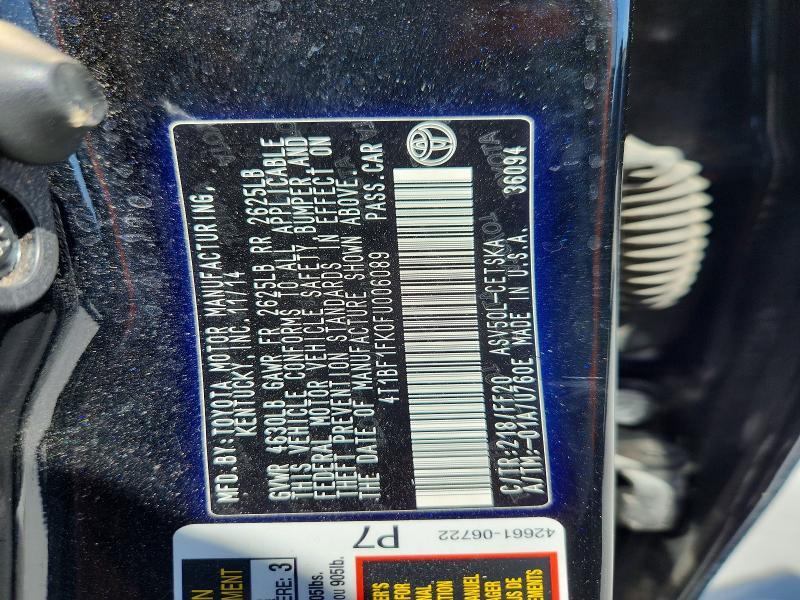 MFD. BY: TOYOTA MOTOR MANUFACTURING,
KENTUCKY, INC. 11/14
GVWR 4630LB GAWR FR 2625LB RR 2625LB
THIS VEHICLE CONFORMS TO ALL APPLICABLE
FEDERAL MOTOR VEHICLE SAFETY, BUMPER, AND
THEFT PREVENTION STANDARDS IN EFFECT ON
THE DATE OF MANUFACTURE SHOWN ABOVE.
4T1BF1FK0FU006089 PASS. CAR
C/TR:218/FF20 ASV50L-CETSKA
A/TM:-01A/U760E MADE IN U.S.A. 36094
P7
42661-06722